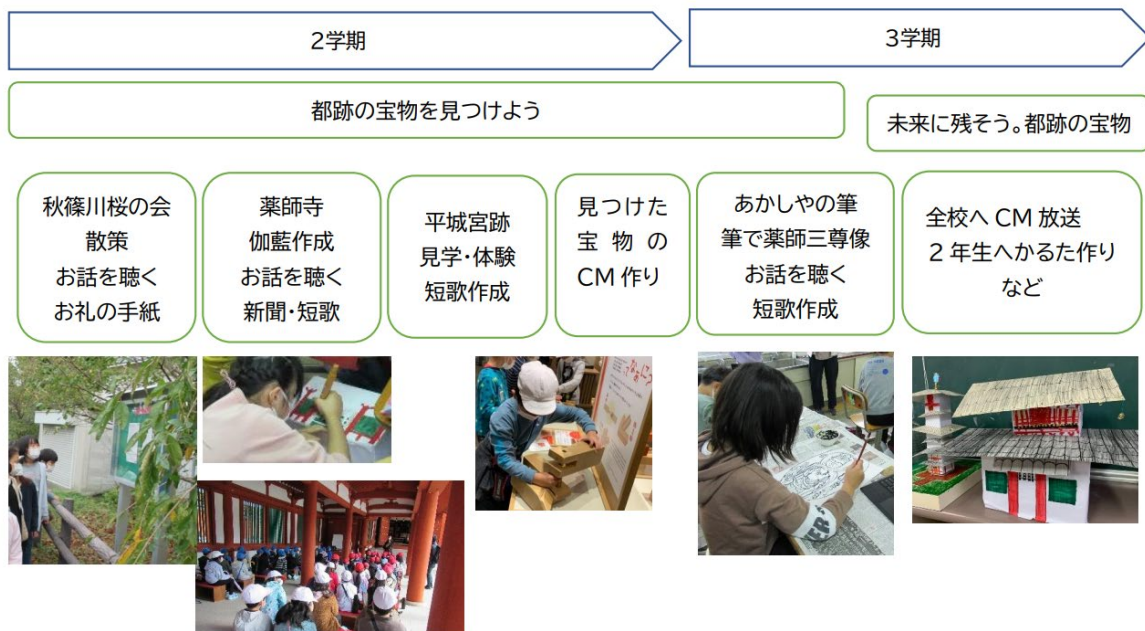 2学期
3学期
都跡の宝物を見つけよう
未来に残そう。都跡の宝物
秋篠川桜の会
散策
お話を聴く
お礼の手紙
薬師寺
伽藍作成
お話を聴く
新聞・短歌
平城宮跡
見学・体験
短歌作成
見つけた
宝物の
CM作り
あかしやの筆
筆で薬師三尊像
お話を聴く
短歌作成
全校へCM放送
2年生へかるた作り
など